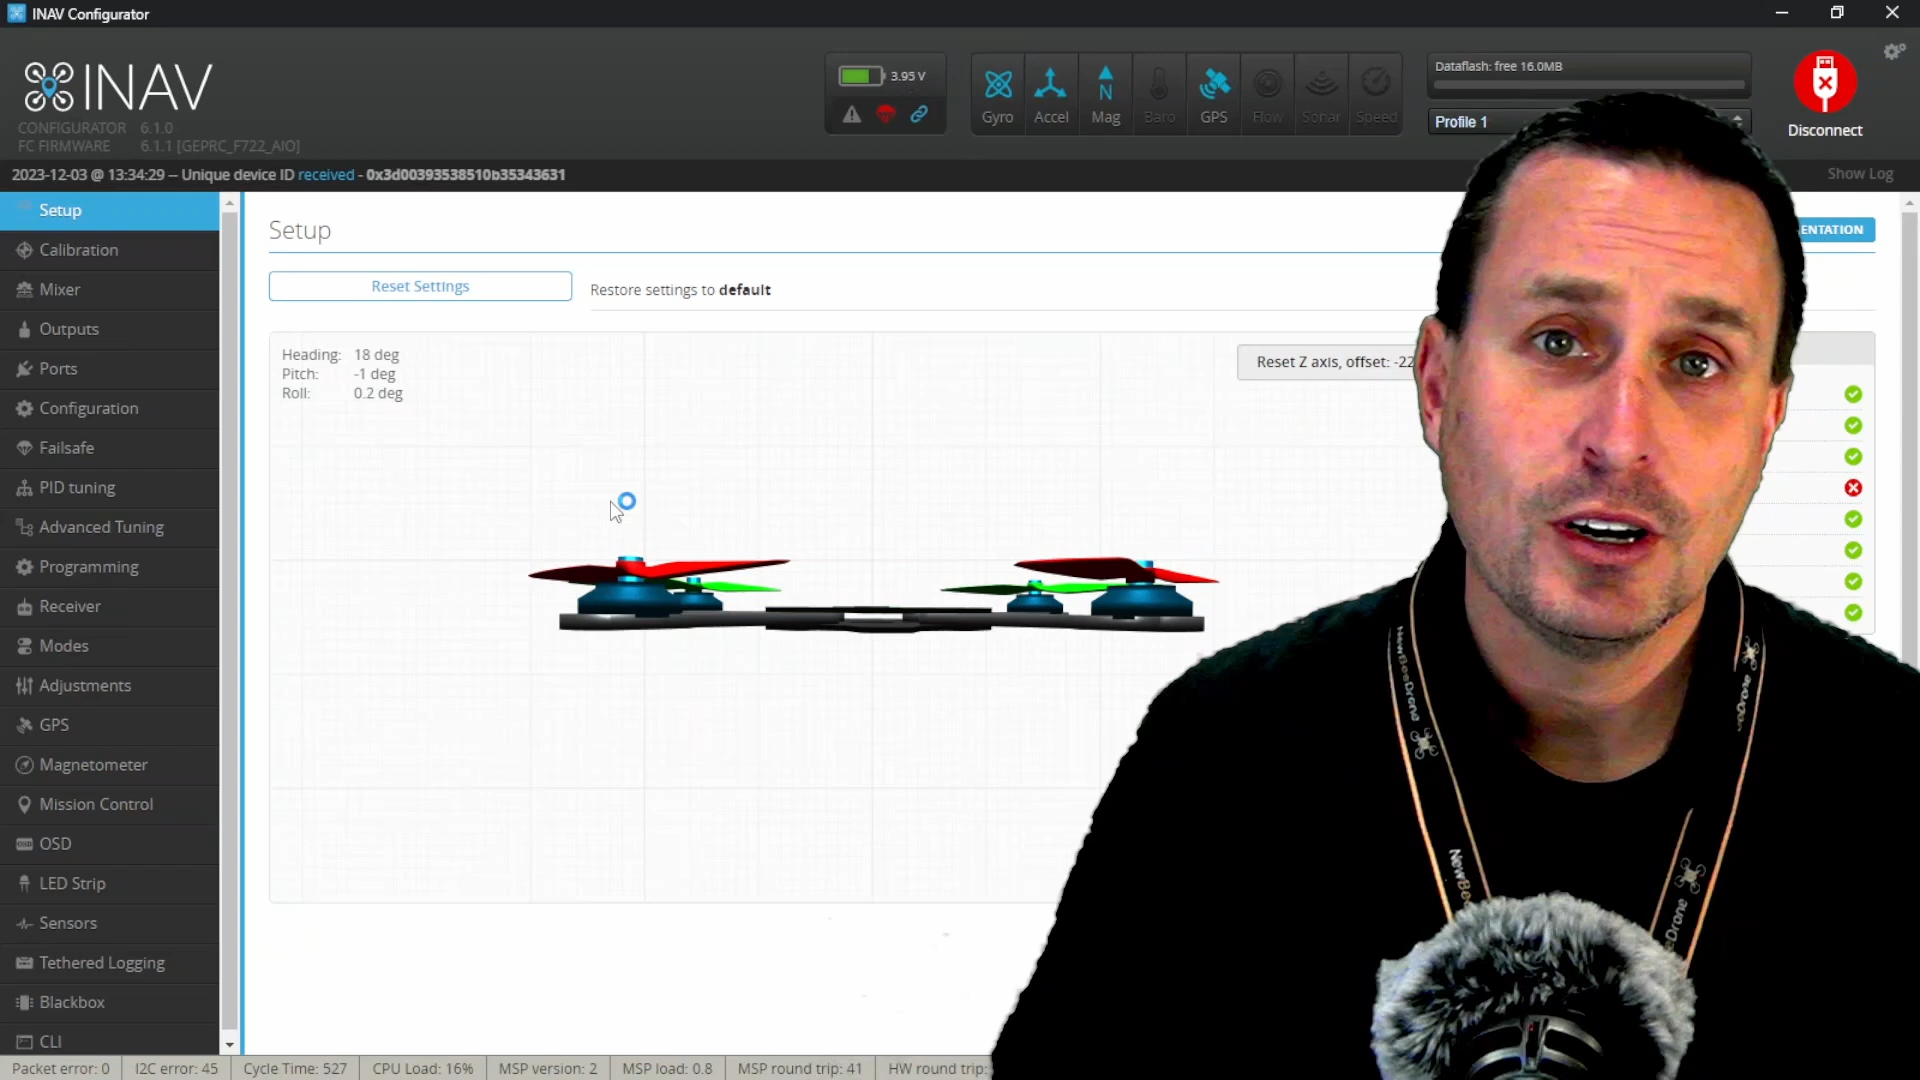 INAV Configurator
INAV
CONFIGURATOR 6.1.0
FC FIRMWARE 6.1.1 [GEPRC_F722_AIO]
3.95 V
Gyro
Accel
N
Mag
Baro
GPS
Flow
Sonar
Speed
Dataflash: free 16.0MB
Profile 1
Disconnect
2023-12-03 @ 13:34:29 -- Unique device ID received - 0x3d00393538510b35343631
Show Log
Setup
Calibration
Mixer
Outputs
Ports
Configuration
Failsafe
PID tuning
Advanced Tuning
Programming
Receiver
Modes
Adjustments
GPS
Magnetometer
Mission Control
OSD
LED Strip
Sensors
Tethered Logging
Blackbox
CLI
Setup
ENTATION
Reset Settings
Restore settings to default
Heading: 18 deg
Pitch: -1 deg
Roll: 0.2 deg
Reset Z axis, offset: -22
NewBeeDrone
eDrone
NewBee
Drone
Packet error: 0
I2C error: 45
Cycle Time: 527
CPU Load: 16%
MSP version: 2
MSP load: 0.8
MSP round trip: 41
HW round trip: